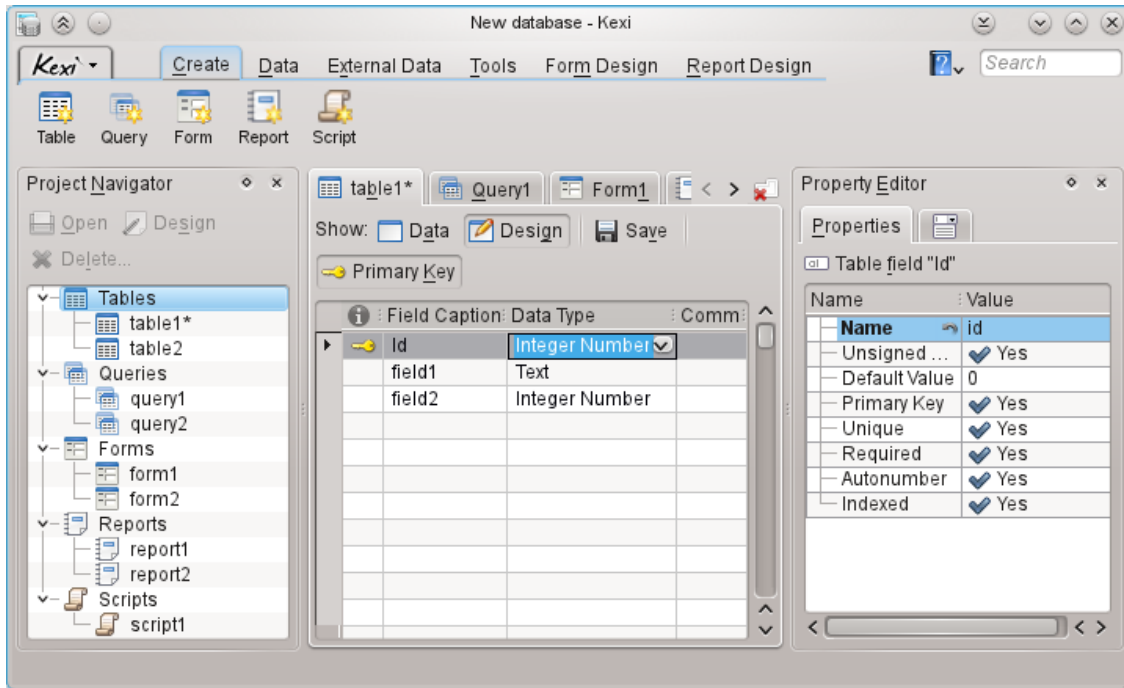 New database - Kexi
Kexi Create Data External Data Tools Form Design Report Design Search
Table Query Form Report Script
Project Navigator
Open Design
Delete...
Tables
table1*
table2
Queries
query1
query2
Forms
form1
form2
Reports
report1
report2
Scripts
script1
table1* Query1 Form1
Show: Data Design Save
Primary Key
Field Caption Data Type Comm
Id Integer Number
field1 Text
field2 Integer Number
Property Editor
Properties
Table field "Id"
Name Value
Name id
Unsigned ... Yes
Default Value 0
Primary Key Yes
Unique Yes
Required Yes
Autonumber Yes
Indexed Yes